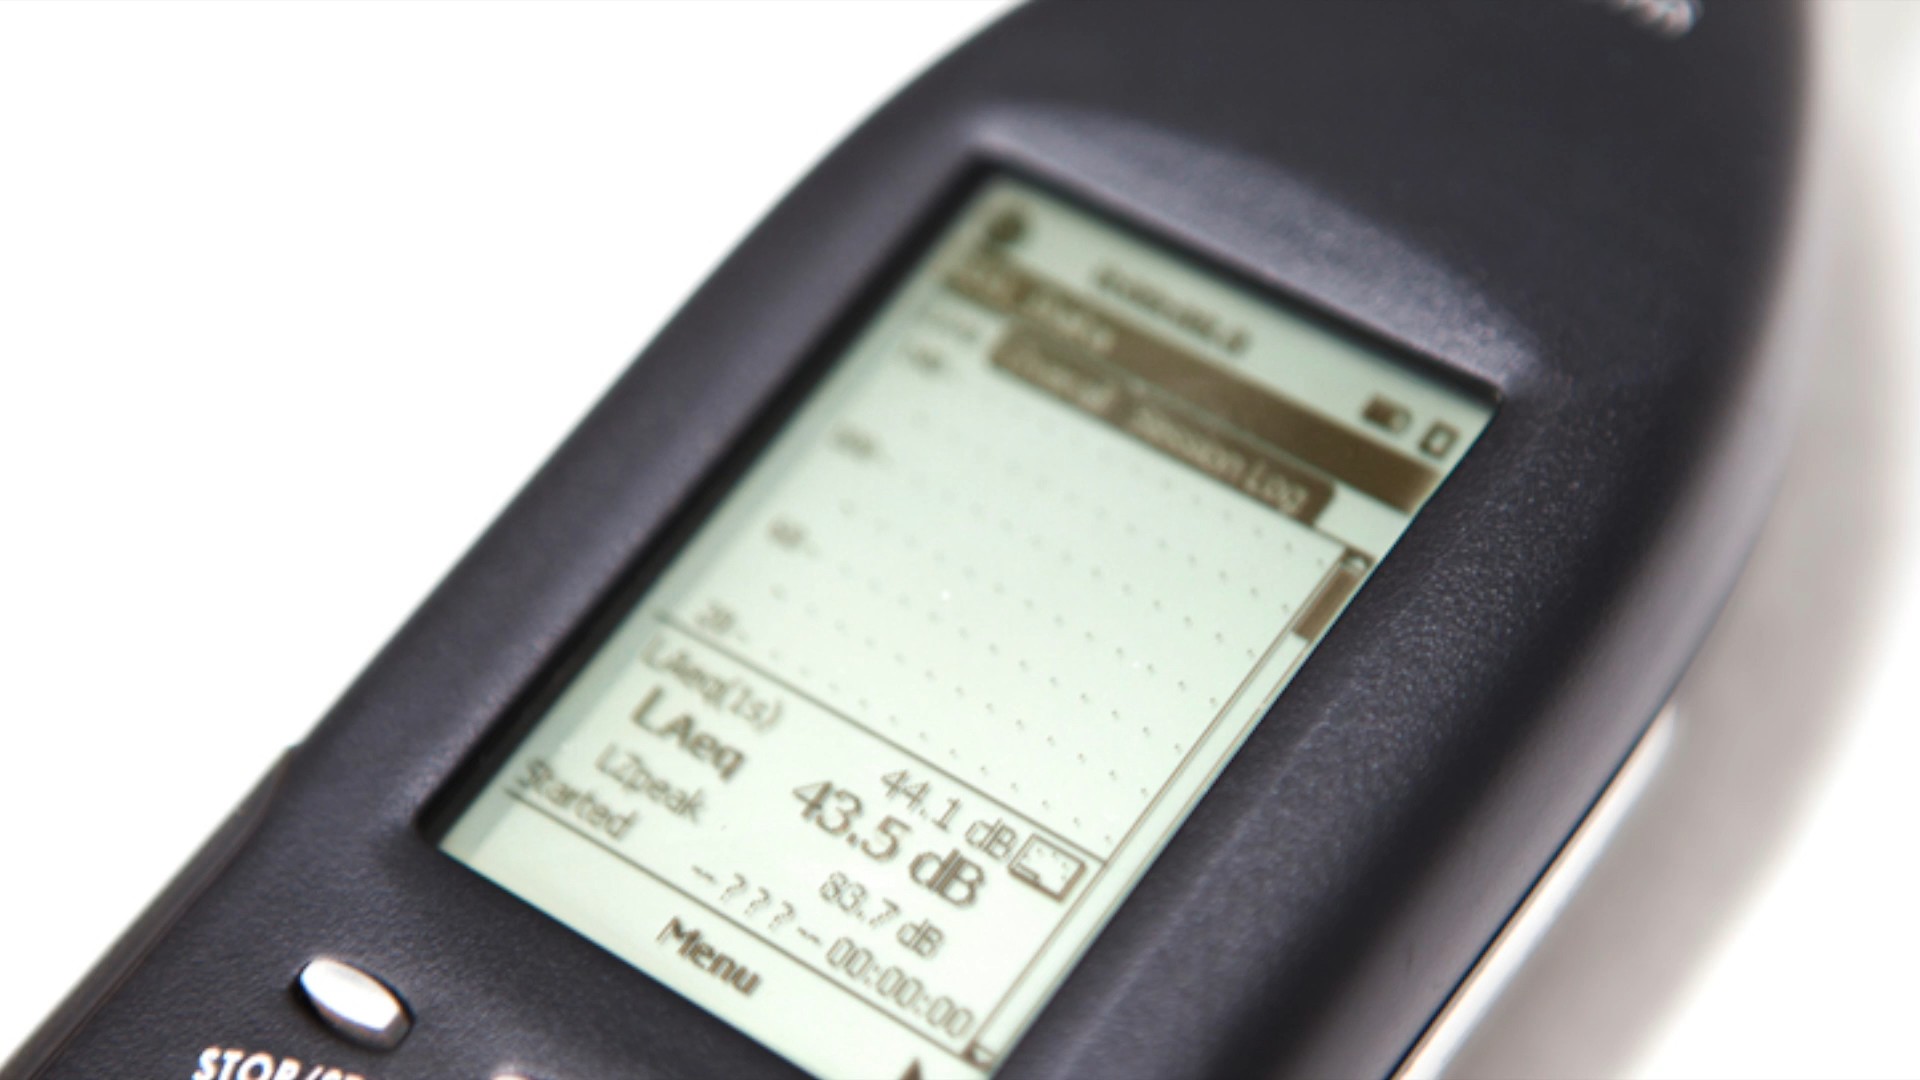 Session Log
20
LAeq(1s) 44.1 dB
LAeq 43.5 dB
LZpeak 83.7 dB
Started --???-- 00:00:00
Menu